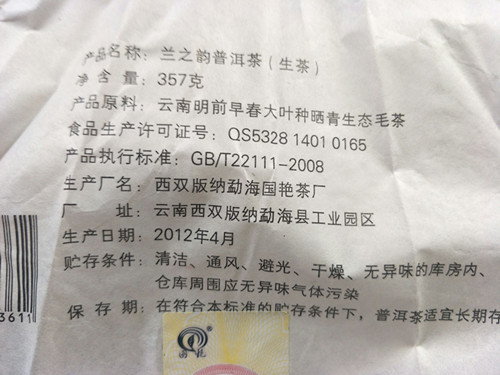 产品名称：兰之韵普洱茶（生茶）
净含量：357克
产品原料：云南明前早春大叶种晒青生态毛茶
食品生产许可证号：QS5328 1401 0165
产品执行标准：GB/T22111-2008
生产厂名：西双版纳勐海国艳茶厂
厂 址：云南西双版纳勐海县工业园区
生产日期：2012年4月
贮存条件：清洁、通风、避光、干燥、无异味的库房内、
仓库周围应无异味气体污染
保存期：在符合本标准的贮存条件下，普洱茶适宜长期存
3611